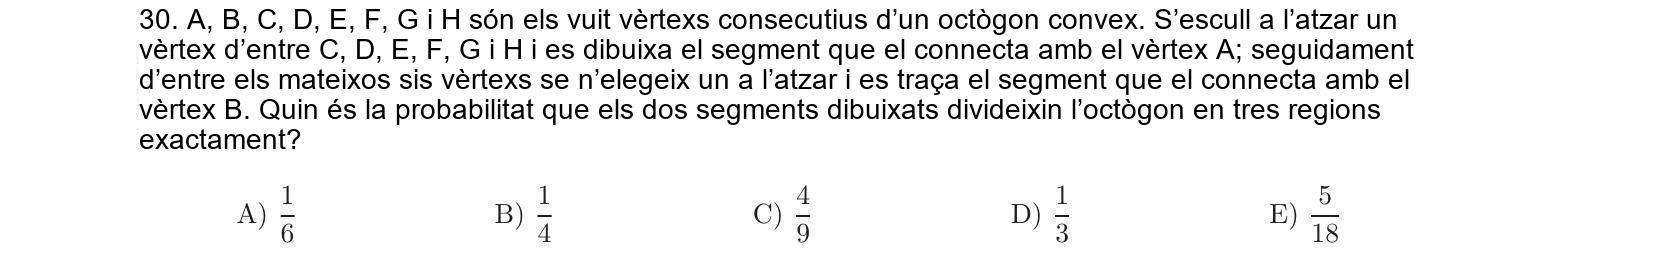 30. A, B, C, D, E, F, G i H són els vuit vèrtexs consecutius d’un octògon convex. S’escull a l’atzar un
vèrtex d’entre C, D, E, F, G i H i es dibuixa el segment que el connecta amb el vèrtex A; seguidament
d’entre els mateixos sis vèrtexs se n’elegeix un a l’atzar i es traça el segment que el connecta amb el
vèrtex B. Quin és la probabilitat que els dos segments dibuixats divideixin l’octògon en tres regions
exactament?
A) 1/6 B) 1/4 C) 4/9 D) 1/3 E) 5/18